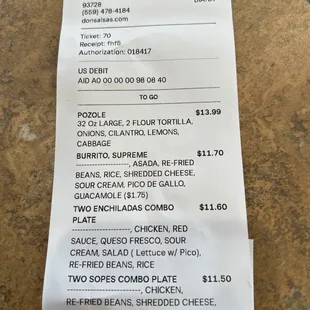 93728
(559) 478-4184
donsalsas.com
Ticket: 70
Receipt: fhf8
Authorization: 018417
US DEBIT
AID A0 00 00 00 98 08 40
TO GO
POZOLE $13.99
32 Oz LARGE, 2 FLOUR TORTILLA,
ONIONS, CILANTRO, LEMONS,
CABBAGE
BURRITO, SUPREME $11.70
--------------------, ASADA, RE-FRIED
BEANS, RICE, SHREDDED CHEESE,
SOUR CREAM, PICO DE GALLO,
GUACAMOLE ($1.75)
TWO ENCHILADAS COMBO $11.60
PLATE
----------------------, CHICKEN, RED
SAUCE, QUESO FRESCO, SOUR
CREAM, SALAD ( Lettuce w/ Pico),
RE-FRIED BEANS, RICE
TWO SOPES COMBO PLATE $11.50
--------------------------, CHICKEN,
RE-FRIED BEANS, SHREDDED CHEESE,